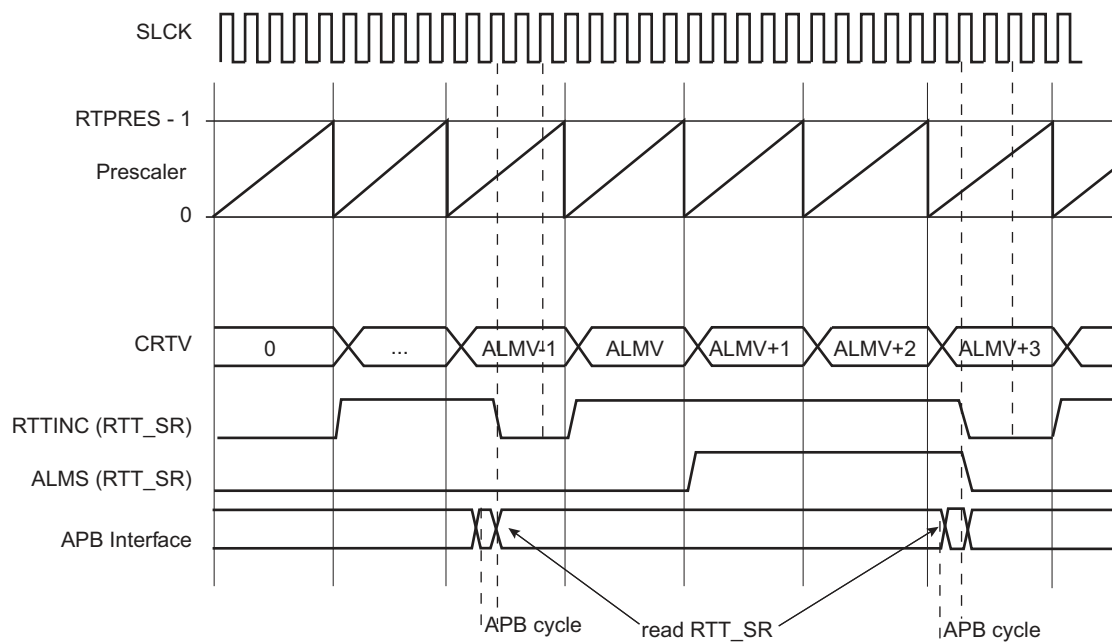 SLCK
RTPRES - 1
Prescaler
0
CRTV
0 ... ALMV-1 ALMV ALMV+1 ALMV+2 ALMV+3
RTTINC (RTT_SR)
ALMS (RTT_SR)
APB Interface
APB cycle read RTT_SR APB cycle